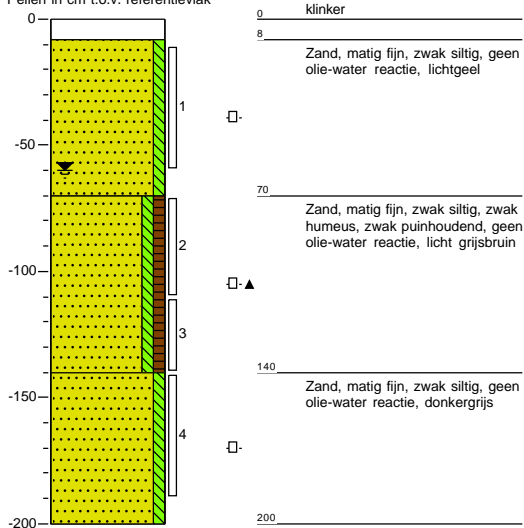 Peilen in cm t.o.v. referentievlak
0
0
klinker
8
Zand, matig fijn, zwak siltig, geen
olie-water reactie, lichtgeel
1
-50
70
Zand, matig fijn, zwak siltig, zwak
humeus, zwak puinhoudend, geen
olie-water reactie, licht grijsbruin
2
-100
3
140
Zand, matig fijn, zwak siltig, geen
olie-water reactie, donkergrijs
-150
4
-200
200